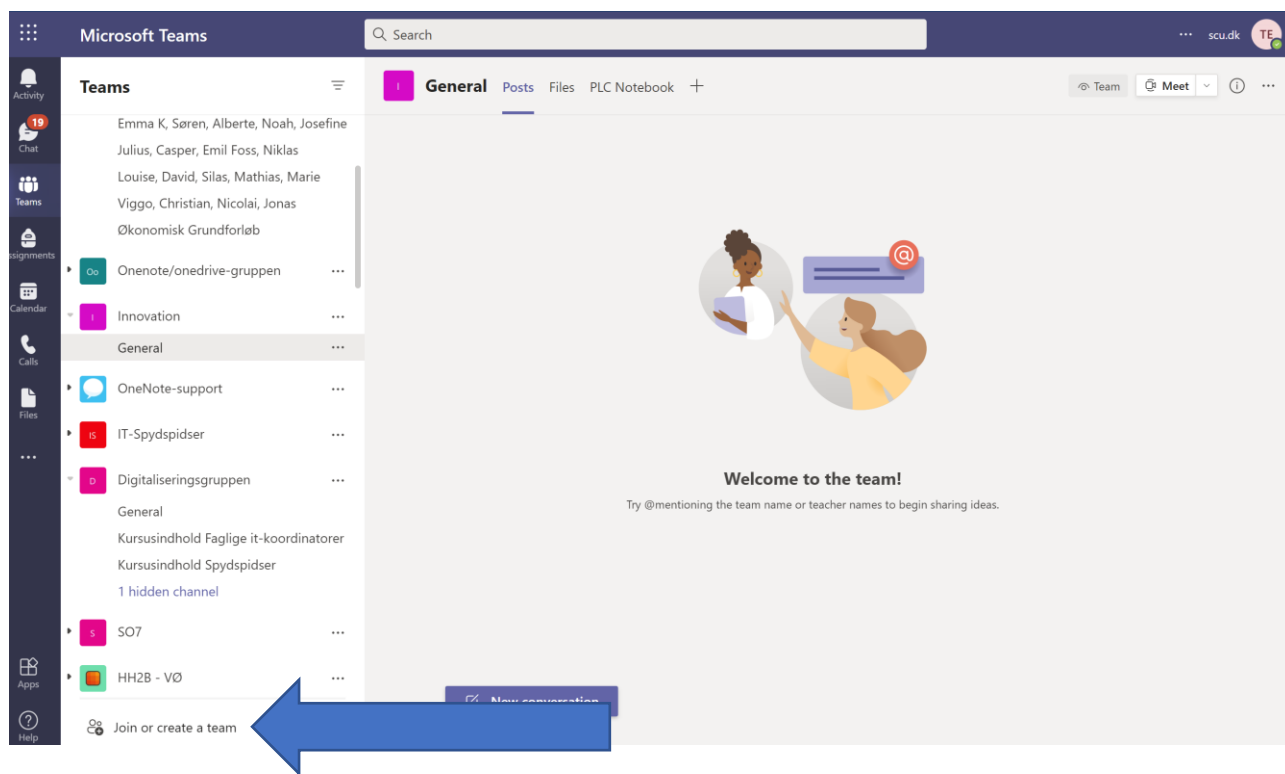 Microsoft Teams
Search
scu.dk
TE
Activity
19
Chat
Teams
ssignments
Calendar
Calls
Files
Apps
Help
Teams
Emma K, Søren, Alberte, Noah, Josefine
Julius, Casper, Emil Foss, Niklas
Louise, David, Silas, Mathias, Marie
Viggo, Christian, Nicolai, Jonas
Økonomisk Grundforløb
Oo Onenote/onedrive-gruppen
I Innovation
General
OneNote-support
IS IT-Spydspidser
D Digitaliseringsgruppen
General
Kursusindhold Faglige it-koordinatorer
Kursusindhold Spydspidser
1 hidden channel
S SO7
HH2B - VØ
Join or create a team
I General Posts Files PLC Notebook
Team Meet
@
Welcome to the team!
Try @mentioning the team name or teacher names to begin sharing ideas.
New conversation